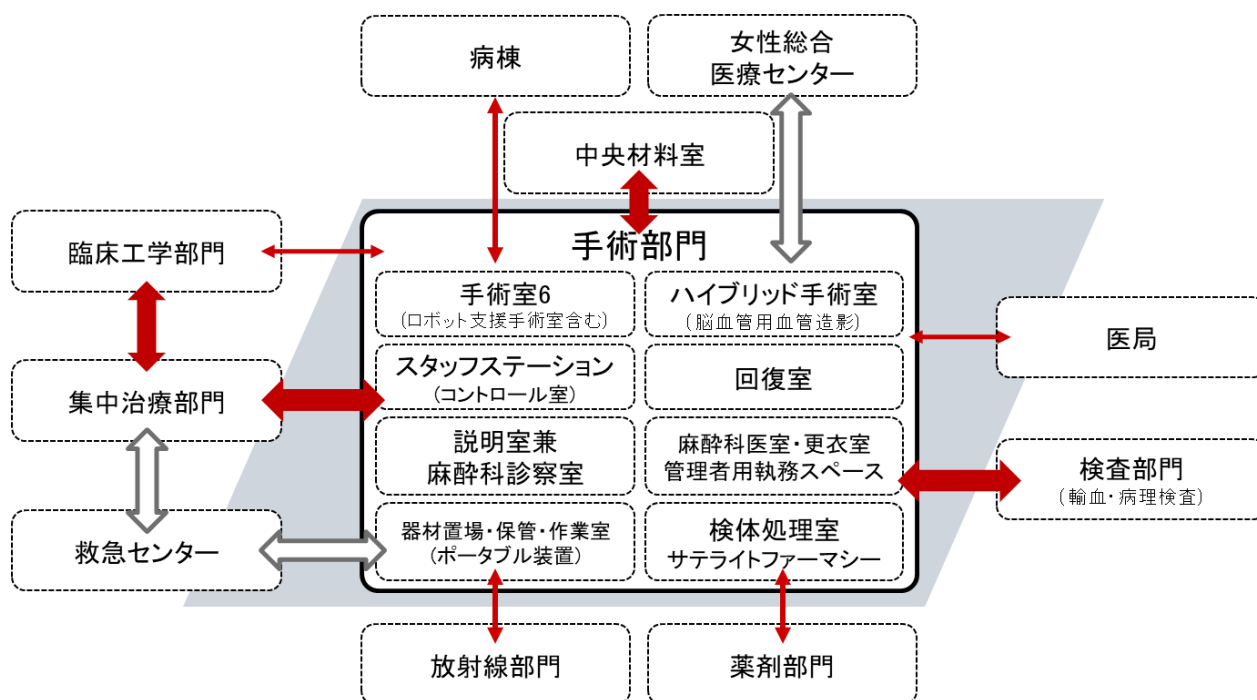 病棟
女性総合
医療センター
中央材料室
手術部門
臨床工学部門
手術室6
(ロボット支援手術室含む)
ハイブリッド手術室
(脳血管用血管造影)
医局
スタッフステーション
(コントロール室)
回復室
集中治療部門
説明室兼
麻酔科診察室
麻酔科医室・更衣室
管理者用執務スペース
検査部門
(輸血・病理検査)
救急センター
器材置場・保管・作業室
(ポータブル装置)
検体処理室
サテライトファーマシー
放射線部門
薬剤部門